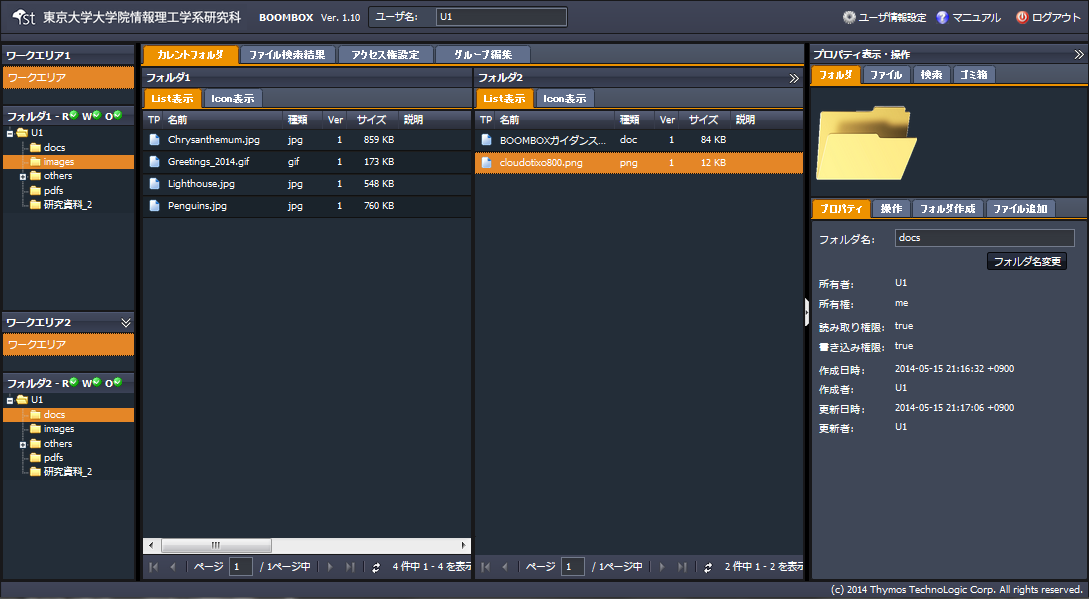 ist 東京大学大学院情報理工学系研究科 BOOMBOX Ver. 1.10 ユーザ名: U1 ユーザ情報設定 マニュアル ログアウト
ワークエリア1
ワークエリア
フォルダ1 - R W O
U1
docs
images
others
pdfs
研究資料_2
ワークエリア2
ワークエリア
フォルダ2 - R W O
U1
docs
images
others
pdfs
研究資料_2
カレントフォルダ ファイル検索結果 アクセス権設定 グループ編集
フォルダ1
List表示 Icon表示
TP 名前 種類 Ver サイズ 説明
Chrysanthemum.jpg jpg 1 859 KB
Greetings_2014.gif gif 1 173 KB
Lighthouse.jpg jpg 1 548 KB
Penguins.jpg jpg 1 760 KB
ページ 1 / 1ページ中 4 件中 1 - 4 を表示
フォルダ2
List表示 Icon表示
TP 名前 種類 Ver サイズ 説明
BOOMBOXガイダンス... doc 1 84 KB
cloudotixo800.png png 1 12 KB
ページ 1 / 1ページ中 2 件中 1 - 2 を表示
プロパティ表示・操作
フォルダ ファイル 検索 ゴミ箱
プロパティ 操作 フォルダ作成 ファイル追加
フォルダ名: docs
フォルダ名変更
所有者: U1
所有権: me
読み取り権限: true
書き込み権限: true
作成日時: 2014-05-15 21:16:32 +0900
作成者: U1
更新日時: 2014-05-15 21:17:06 +0900
更新者: U1
(c) 2014 Thymos TechnoLogic Corp. All rights reserved.